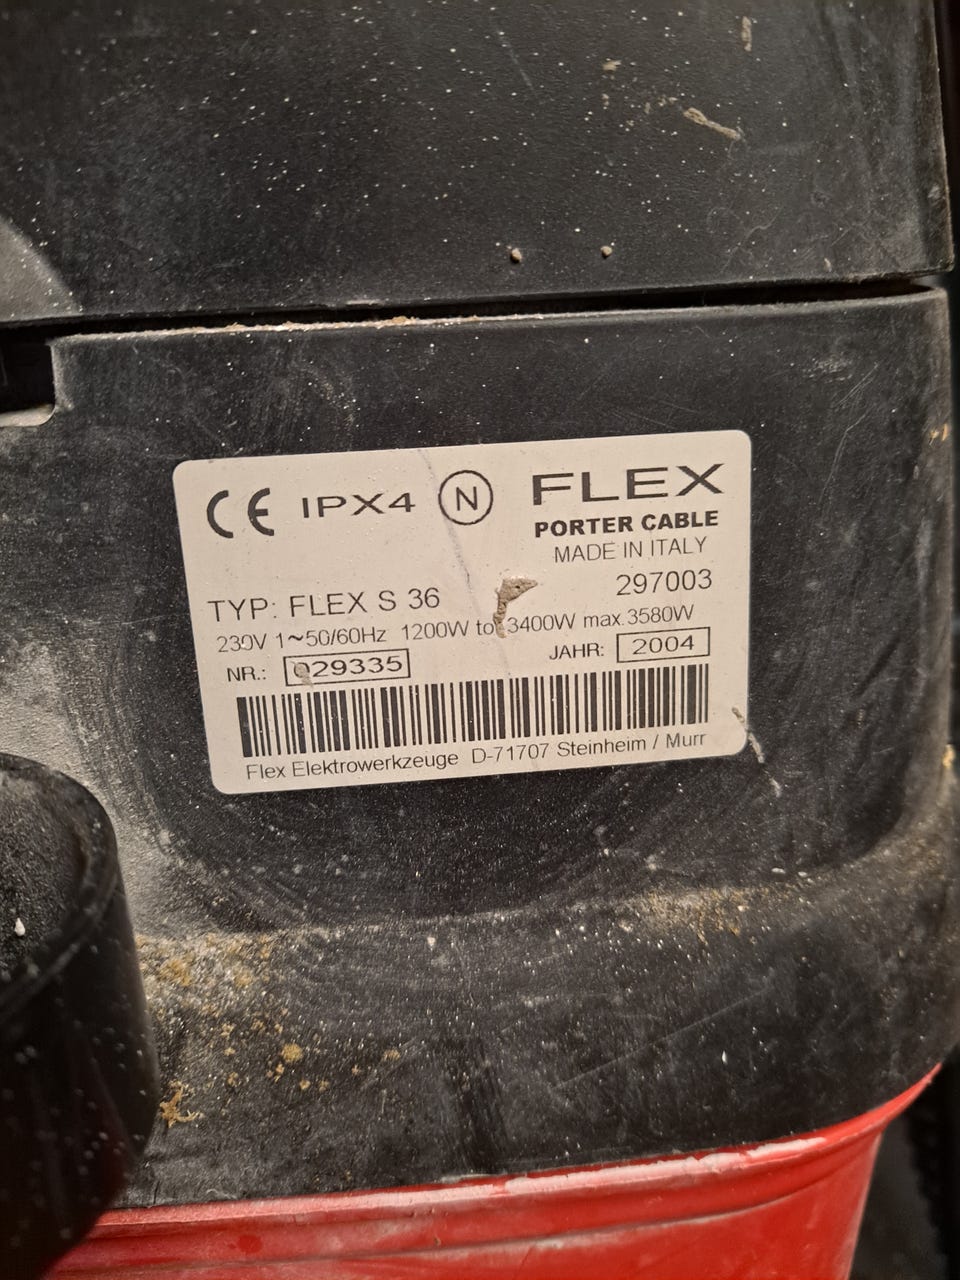 CE IPX4 N FLEX
PORTER CABLE
MADE IN ITALY
297003
TYP: FLEX S 36
230V 1~50/60Hz 1200W to 3400W max.3580W
NR.: 029335 JAHR: 2004
Flex Elektrowerkzeuge D-71707 Steinheim / Murr